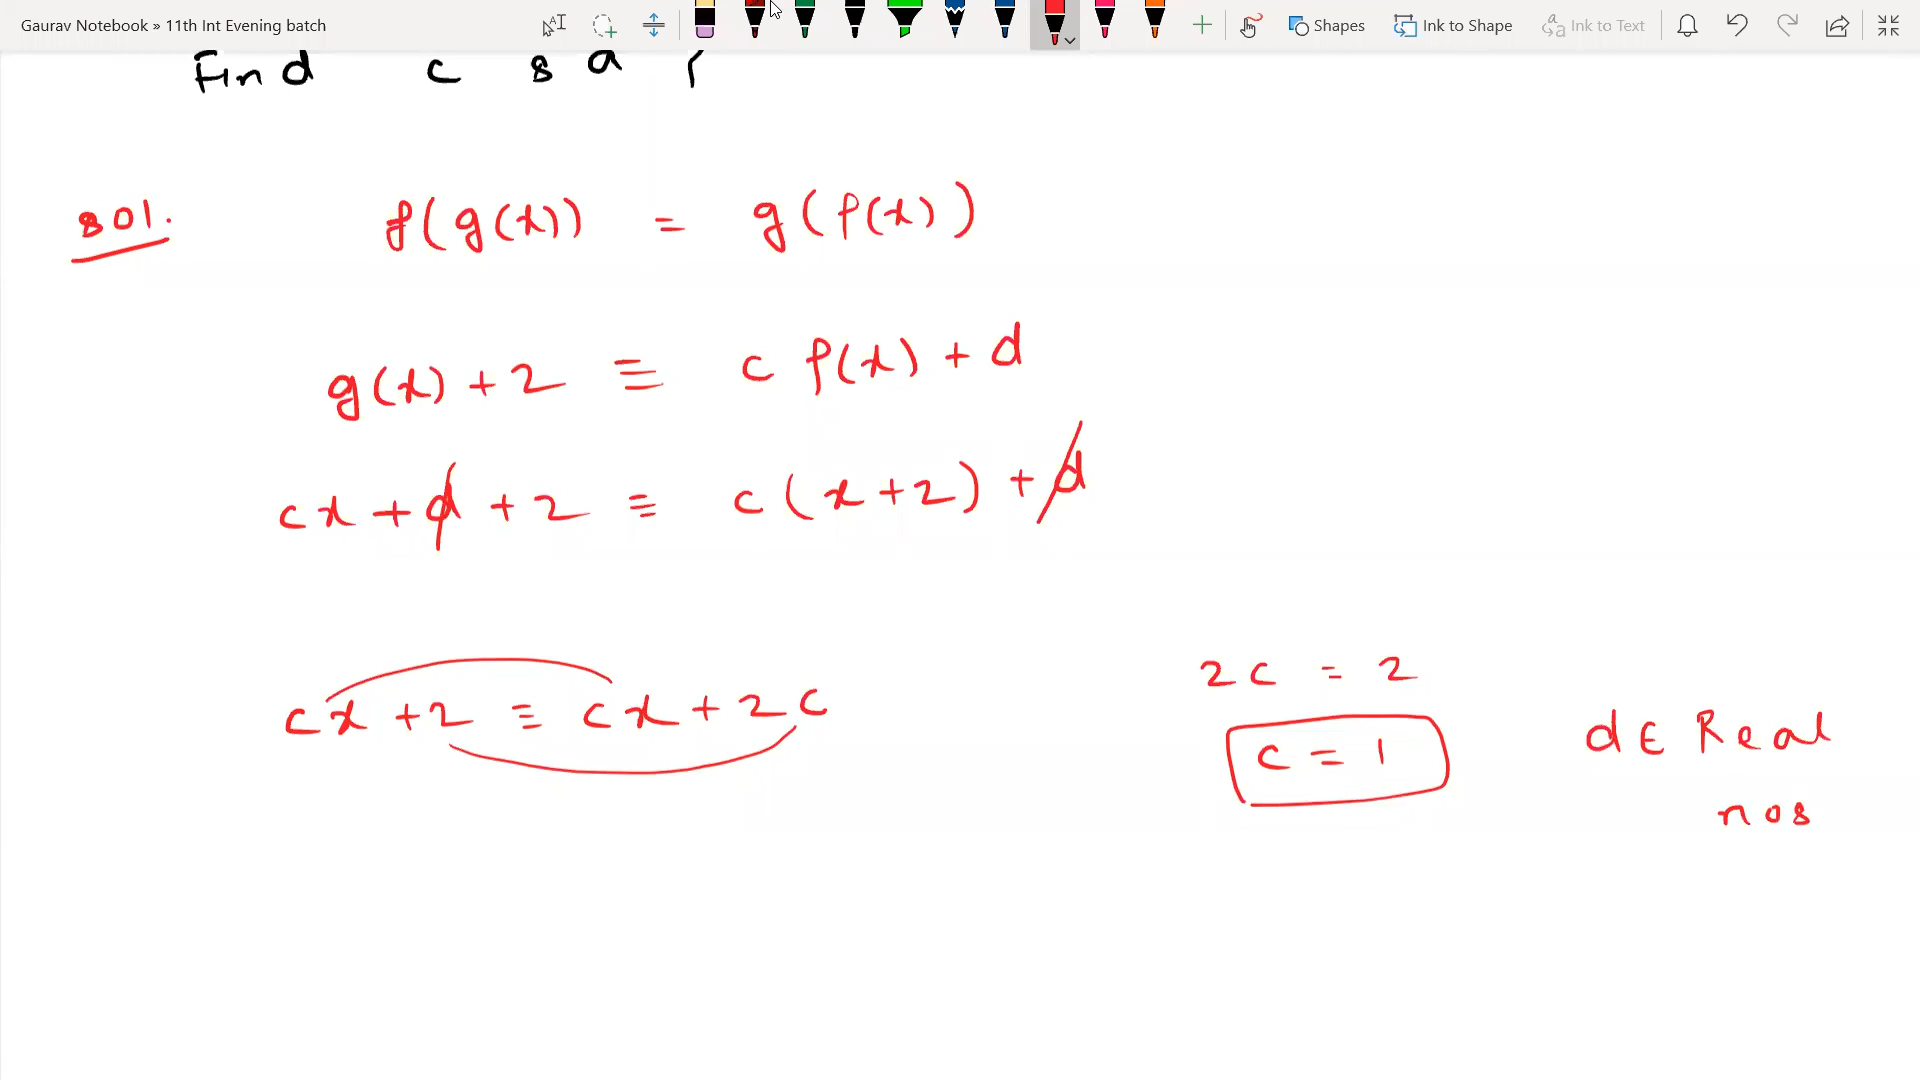 Gaurav Notebook » 11th Int Evening batch
Shapes
Ink to Shape
Ink to Text
Find c
sol.
f(g(x)) = g(f(x))
g(x) + 2 ≡ c f(x) + d
cx + d + 2 ≡ c(x+2) + d
cx + 2 ≡ cx + 2c
2c = 2
c = 1
d ∈ Real
nos